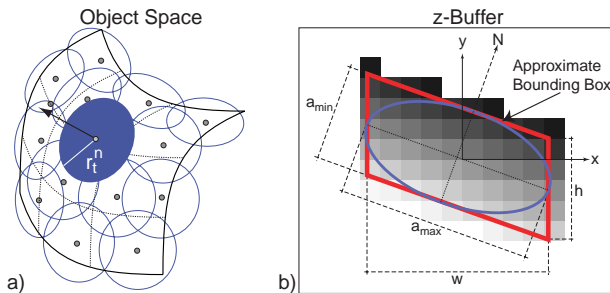 Object Space
r_t^n
a)
z-Buffer
y
N
Approximate
Bounding Box
a_min
x
h
a_max
w
b)